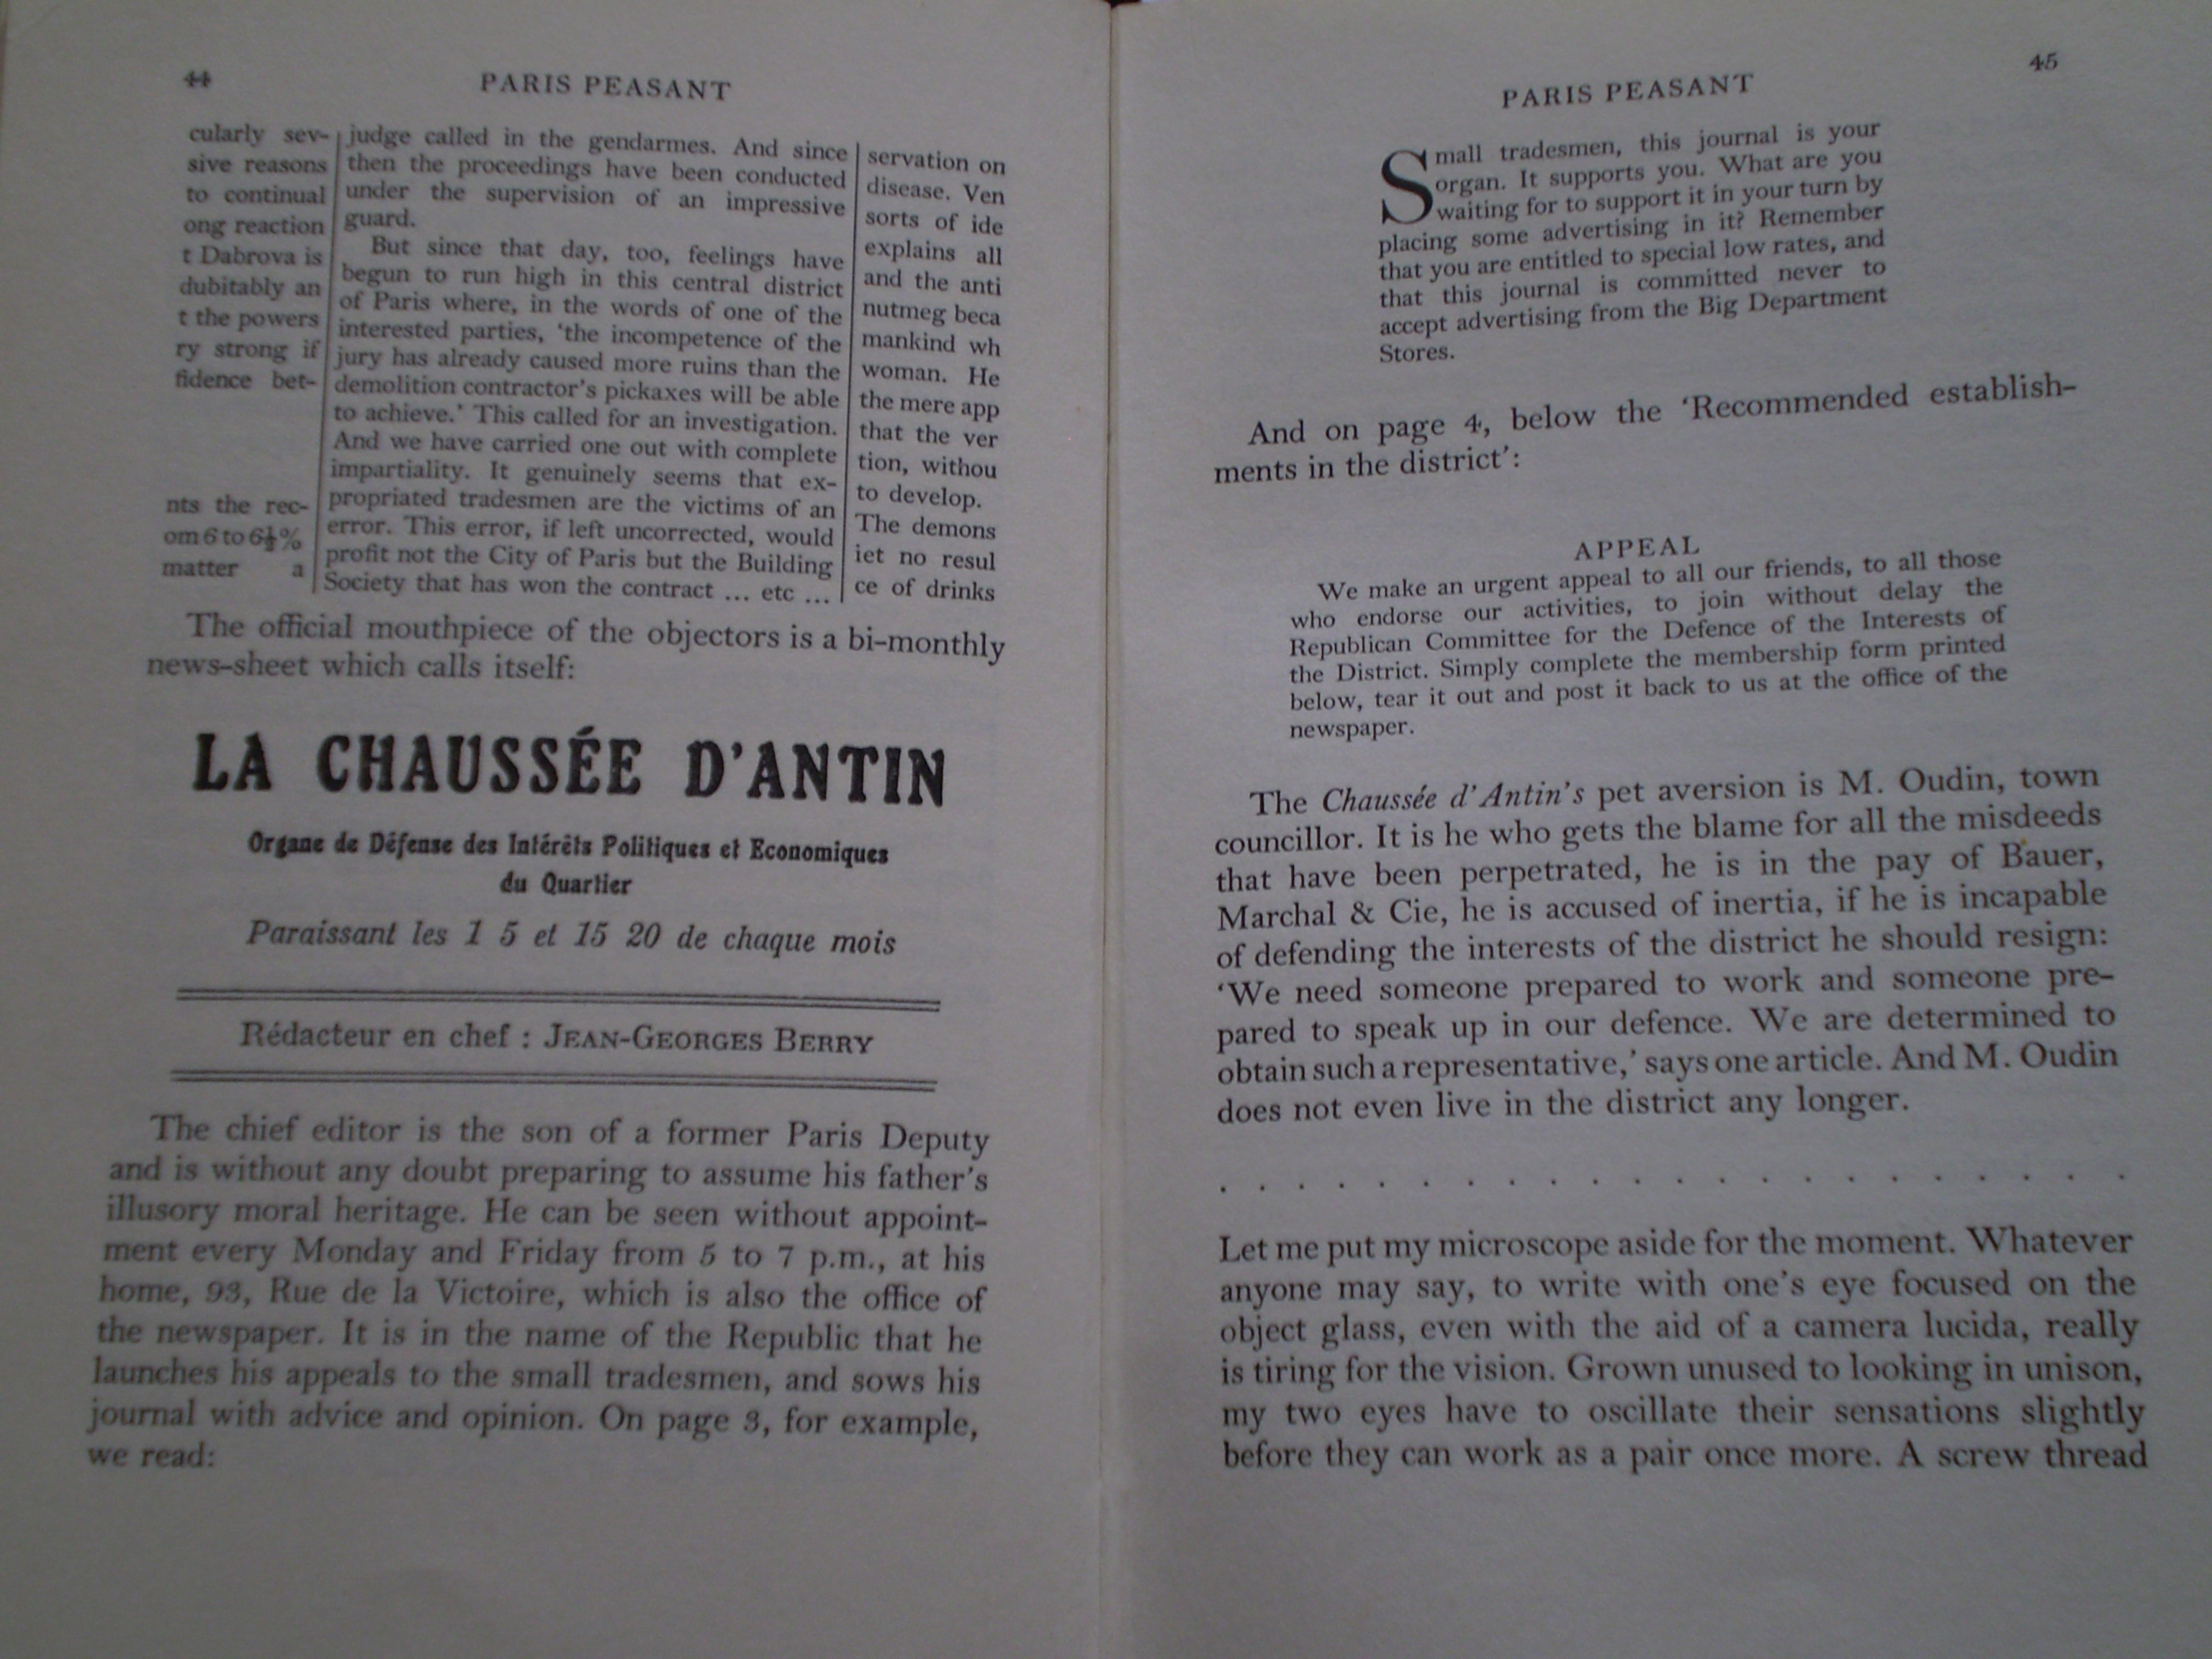 44
PARIS PEASANT
cularly sev-
sive reasons
to continual
ong reaction
t Dabrova is
dubitably an
t the powers
ry strong if
fidence bet-
nts the rec-
om 6 to 6½%
matter a
judge called in the gendarmes. And since
then the proceedings have been conducted
under the supervision of an impressive
guard.
But since that day, too, feelings have
begun to run high in this central district
of Paris where, in the words of one of the
interested parties, 'the incompetence of the
jury has already caused more ruins than the
demolition contractor's pickaxes will be able
to achieve.' This called for an investigation.
And we have carried one out with complete
impartiality. It genuinely seems that ex-
propriated tradesmen are the victims of an
error. This error, if left uncorrected, would
profit not the City of Paris but the Building
Society that has won the contract ... etc ...
servation on
disease. Ven
sorts of ide
explains all
and the anti
nutmeg beca
mankind wh
woman. He
the mere app
that the ver
tion, withou
to develop.
The demons
iet no resul
ce of drinks
The official mouthpiece of the objectors is a bi-monthly
news-sheet which calls itself:
LA CHAUSSÉE D'ANTIN
Organe de Défense des Intérêts Politiques et Economiques
du Quartier
Paraissant les 1 5 et 15 20 de chaque mois
Rédacteur en chef : JEAN-GEORGES BERRY
The chief editor is the son of a former Paris Deputy
and is without any doubt preparing to assume his father's
illusory moral heritage. He can be seen without appoint-
ment every Monday and Friday from 5 to 7 p.m., at his
home, 93, Rue de la Victoire, which is also the office of
the newspaper. It is in the name of the Republic that he
launches his appeals to the small tradesmen, and sows his
journal with advice and opinion. On page 3, for example,
we read:
PARIS PEASANT
45
Small tradesmen, this journal is your
organ. It supports you. What are you
waiting for to support it in your turn by
placing some advertising in it? Remember
that you are entitled to special low rates, and
that this journal is committed never to
accept advertising from the Big Department
Stores.
And on page 4, below the 'Recommended establish-
ments in the district':
APPEAL
We make an urgent appeal to all our friends, to all those
who endorse our activities, to join without delay the
Republican Committee for the Defence of the Interests of
the District. Simply complete the membership form printed
below, tear it out and post it back to us at the office of the
newspaper.
The Chaussée d'Antin's pet aversion is M. Oudin, town
councillor. It is he who gets the blame for all the misdeeds
that have been perpetrated, he is in the pay of Bauer,
Marchal & Cie, he is accused of inertia, if he is incapable
of defending the interests of the district he should resign:
'We need someone prepared to work and someone pre-
pared to speak up in our defence. We are determined to
obtain such a representative,' says one article. And M. Oudin
does not even live in the district any longer.
. . . . . . . . . . . . . . . . . . . . . . . .
Let me put my microscope aside for the moment. Whatever
anyone may say, to write with one's eye focused on the
object glass, even with the aid of a camera lucida, really
is tiring for the vision. Grown unused to looking in unison,
my two eyes have to oscillate their sensations slightly
before they can work as a pair once more. A screw thread